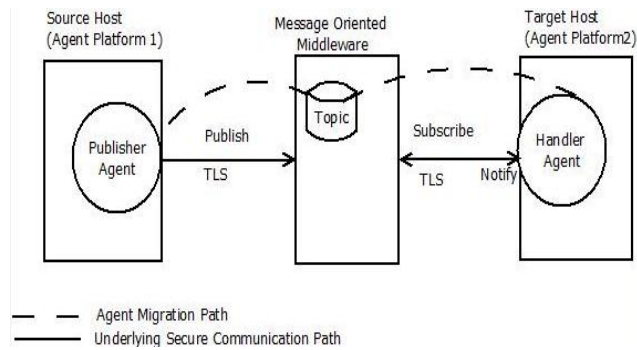 Source Host
(Agent Platform 1)
Message Oriented
Middleware
Target Host
(Agent Platform2)
Topic
Publisher
Agent
Publish
TLS
Subscribe
TLS
Notify
Handler
Agent
Agent Migration Path
Underlying Secure Communication Path